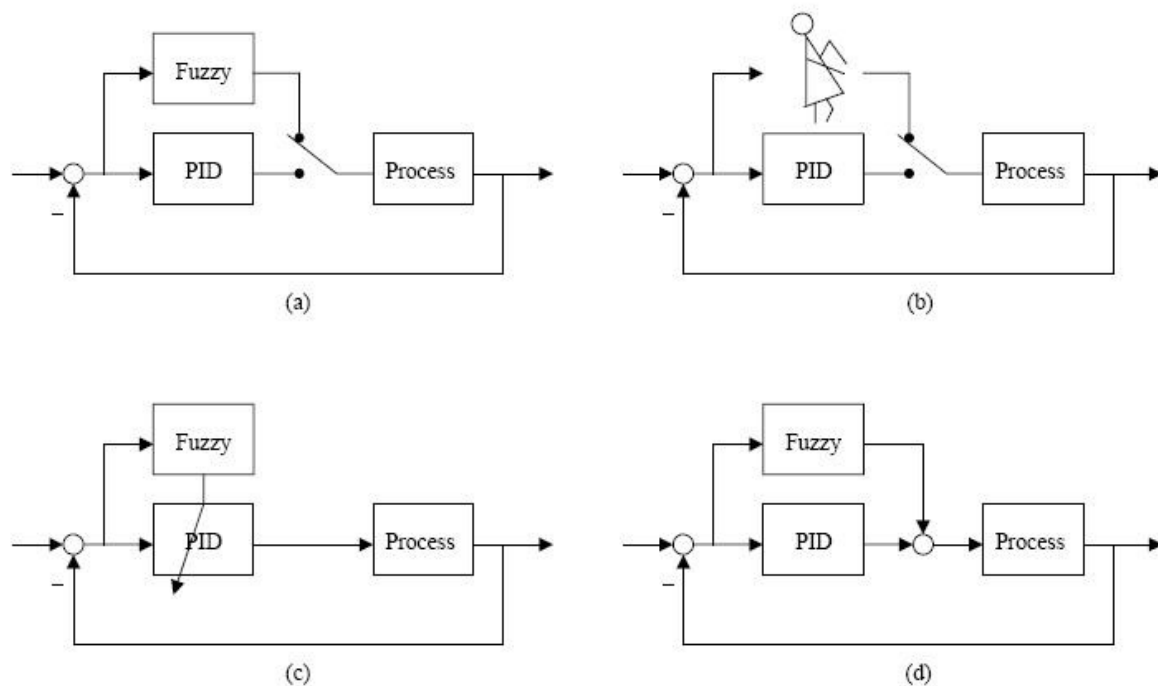 Fuzzy
PID
Process
–
(a)
PID
Process
–
(b)
Fuzzy
PID
Process
–
(c)
Fuzzy
PID
Process
–
(d)